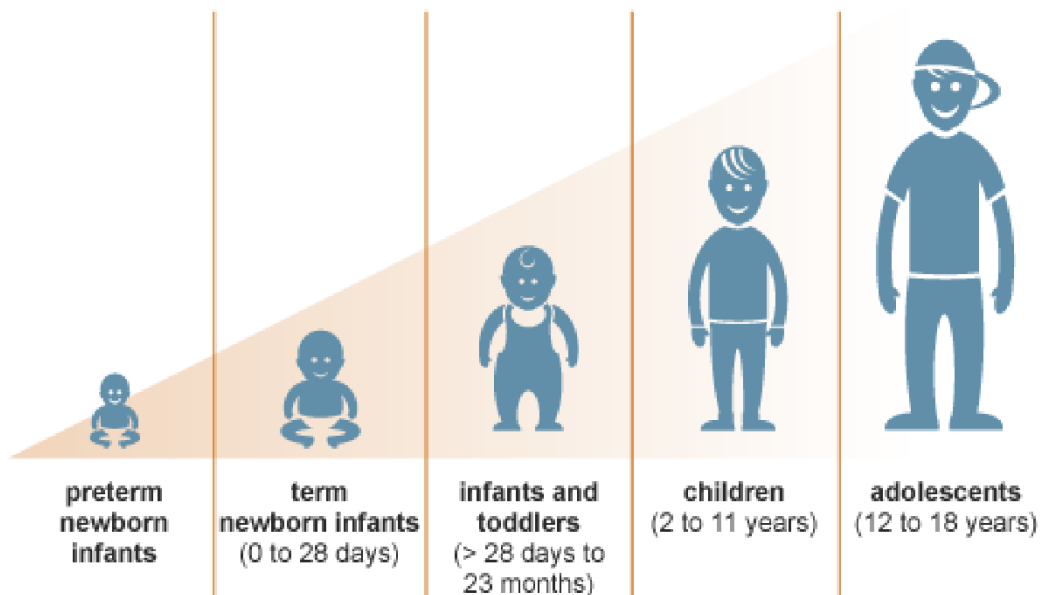 preterm
newborn
infants
term
newborn infants
(0 to 28 days)
infants and
toddlers
(> 28 days to
23 months)
children
(2 to 11 years)
adolescents
(12 to 18 years)